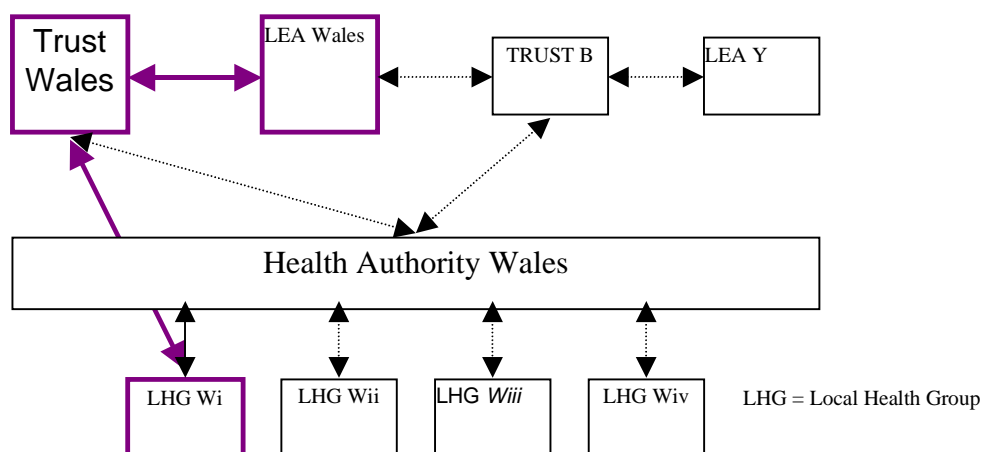 Trust
Wales
LEA Wales
TRUST B
LEA Y
Health Authority Wales
LHG Wi
LHG Wii
LHG Wiii
LHG Wiv
LHG = Local Health Group